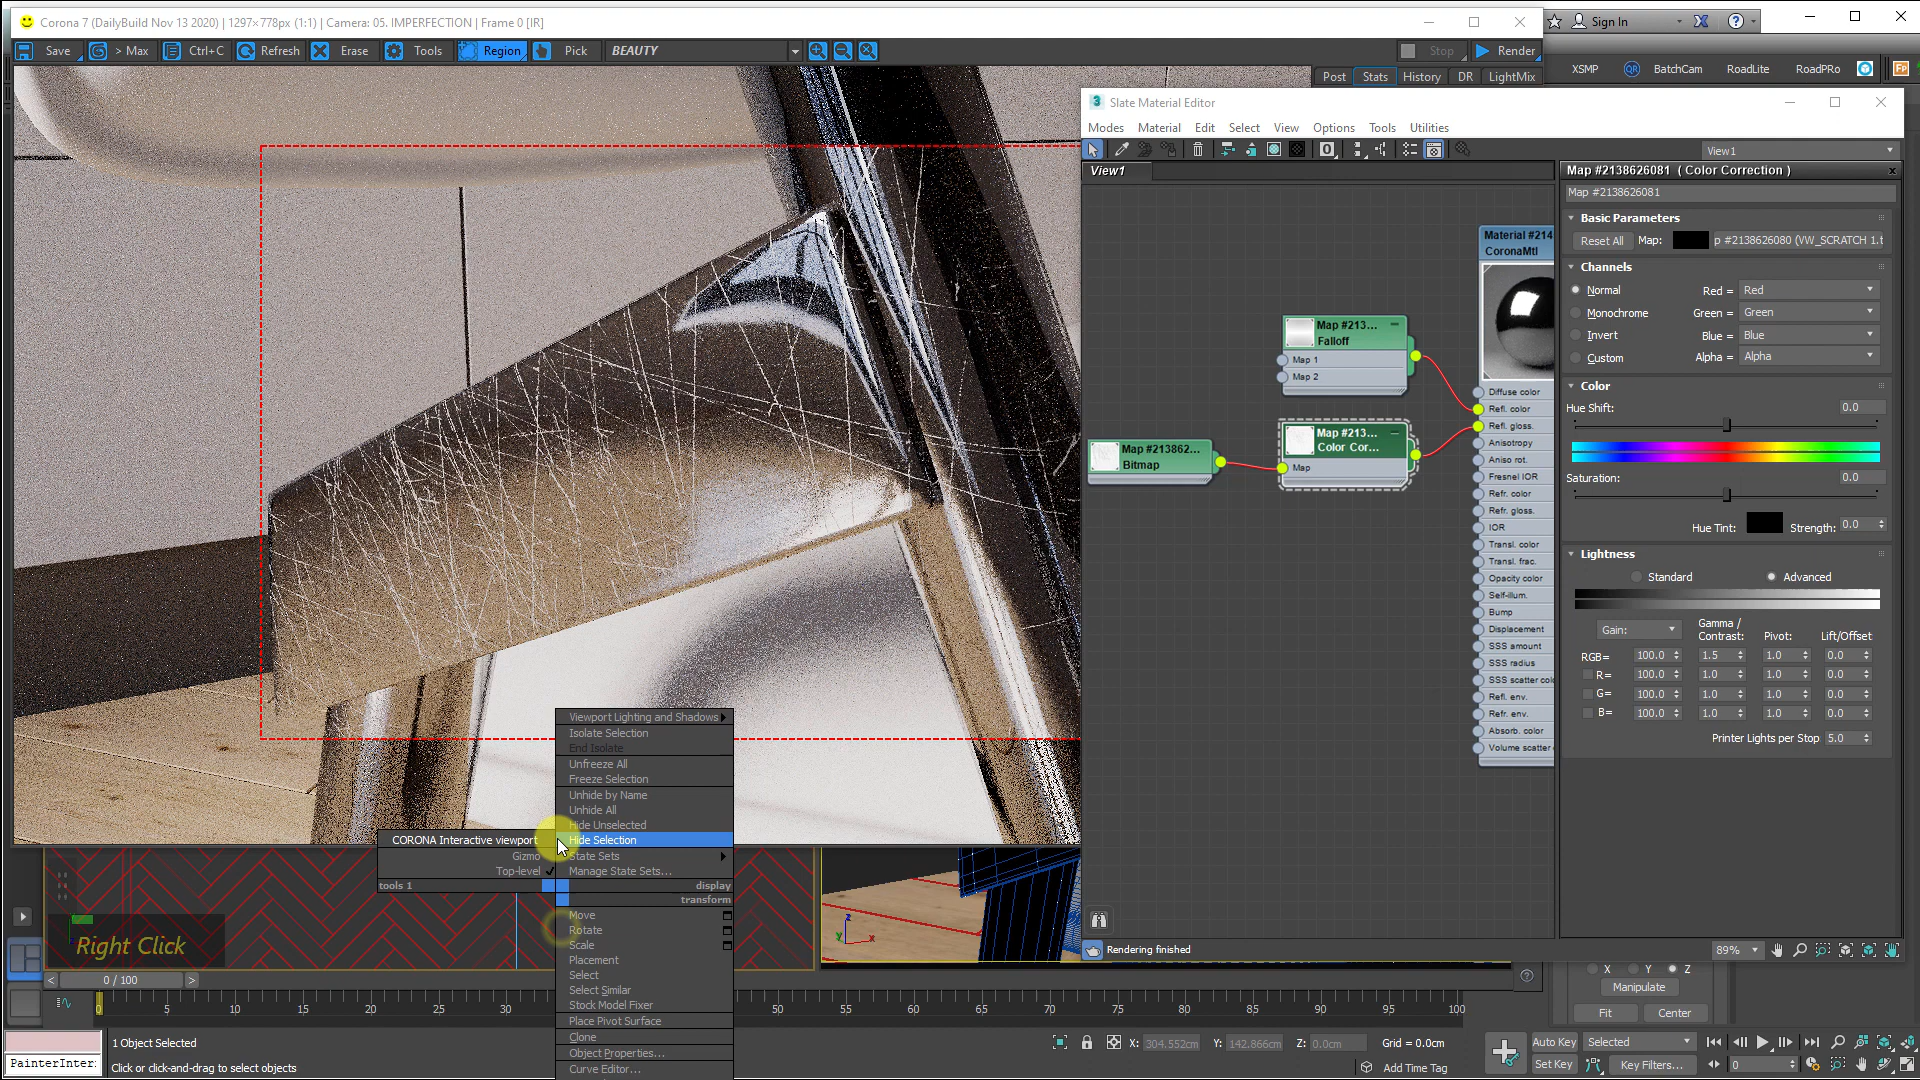 Corona 7 (DailyBuild Nov 13 2020) | 1297×778px (1:1) | Camera: 05. IMPERFECTION | Frame 0 [IR]
Sign In
Save
> Max
Ctrl+C
Refresh
Erase
Tools
Region
Pick
BEAUTY
Stop
Render
Post
Stats
History
DR
LightMix
XSMP
BatchCam
RoadLite
RoadPRo
Fp
3
Slate Material Editor
Modes
Material
Edit
Select
View
Options
Tools
Utilities
View1
View1
Map #2138626081 ( Color Correction )
Map #2138626081
Basic Parameters
Reset All
Map:
p #2138626080 (VW_SCRATCH 1.t
Channels
Normal
Red =
Red
Monochrome
Green =
Green
Invert
Blue =
Blue
Custom
Alpha =
Alpha
Color
Hue Shift:
0.0
Saturation:
0.0
Hue Tint:
Strength:
0.0
Lightness
Standard
Advanced
Gain:
Gamma /
Contrast:
Pivot:
Lift/Offset
RGB=
100.0
1.5
1.0
0.0
R=
100.0
1.0
1.0
0.0
G=
100.0
1.0
1.0
0.0
B=
100.0
1.0
1.0
0.0
Printer Lights per Stop
5.0
Material #214
CoronaMtl
Map #213...
Falloff
Map 1
Map 2
Map #213...
Color Cor...
Map
Map #213862...
Bitmap
Diffuse color
Refl. color
Refl. gloss.
Anisotropy
Aniso rot.
Fresnel IOR
Refr. color
Refr. gloss.
IOR
Transl. color
Transl. frac.
Opacity color
Self-illum.
Bump
Displacement
SSS amount
SSS radius
SSS scatter col
Refl. env.
Refr. env.
Absorb. color
Volume scatter
Rendering finished
89%
Viewport Lighting and Shadows
Isolate Selection
End Isolate
Unfreeze All
Freeze Selection
Unhide by Name
Unhide All
Hide Unselected
Hide Selection
State Sets
Manage State Sets...
display
transform
CORONA Interactive viewport
Gizmo
Top-level
tools 1
Move
Rotate
Scale
Placement
Select
Select Similar
Stock Model Fixer
Place Pivot Surface
Clone
Object Properties...
Curve Editor...
Right Click
z
y
x
< 0 / 100 >
0 5 10 15 20 25 30 50 55 60 65 70 75 80 85 90 95 100
X
Y
Z
Manipulate
Fit
Center
1 Object Selected
PainterInter:
Click or click-and-drag to select objects
X: 304.552cm
Y: 142.866cm
Z: 0.0cm
Grid = 0.0cm
Add Time Tag
Auto Key
Selected
Set Key
Key Filters...
0